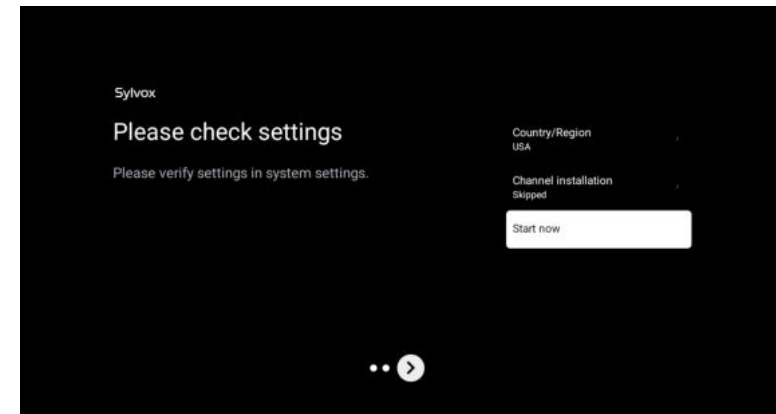 Sylvox
Please check settings
Please verify settings in system settings.
Country/Region
USA
Channel installation
Skipped
Start now